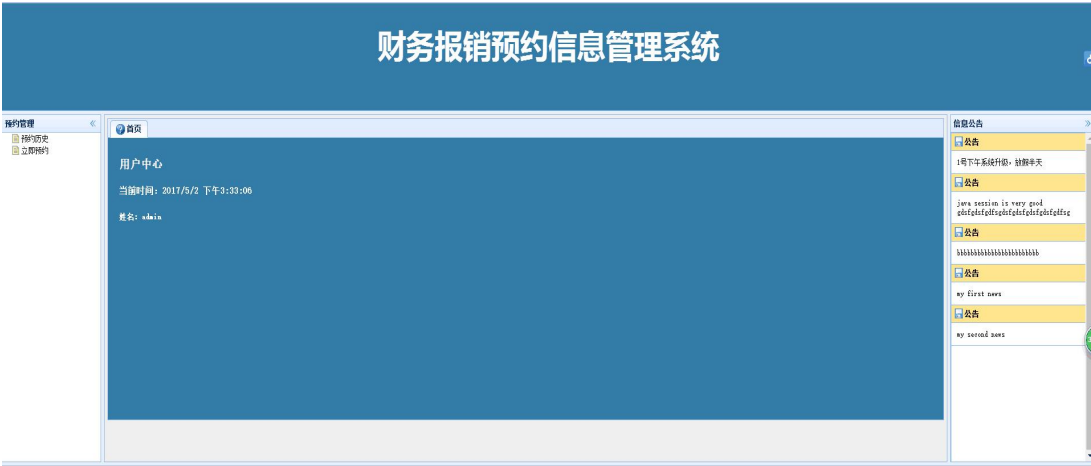 财务报销预约信息管理系统
预约管理
预约历史
立即预约
首页
用户中心
当前时间：2017/5/2 下午3:33:06
姓名：admin
信息公告
公告
1号下午系统升级，放假半天
公告
java session is very good
公告
公告
my first news
公告
my second news